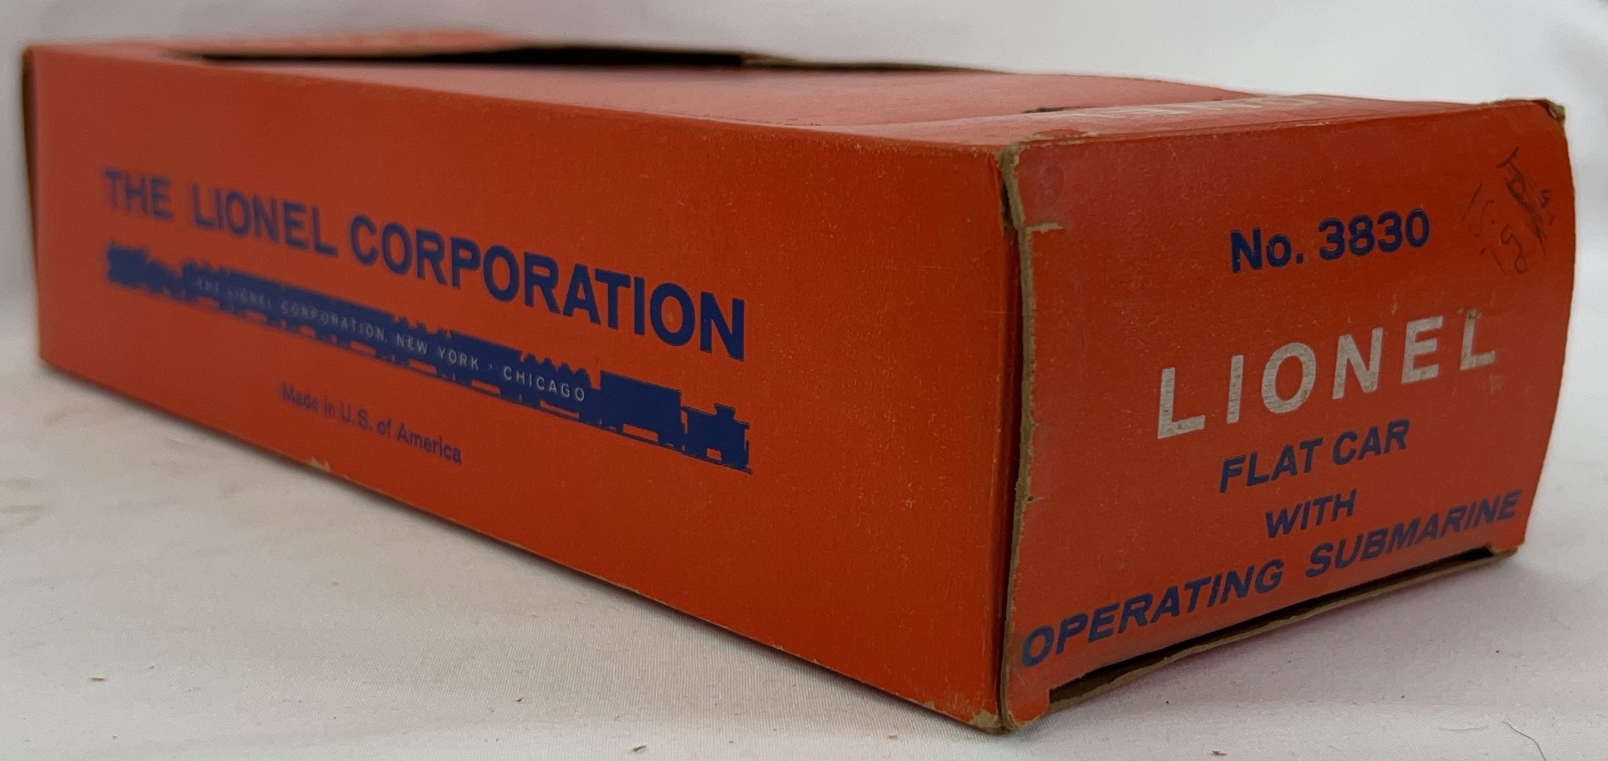 THE LIONEL CORPORATION
THE LIONEL CORPORATION, NEW YORK · CHICAGO
Made in U.S. of America
No. 3830
LIONEL
FLAT CAR
WITH
OPERATING SUBMARINE